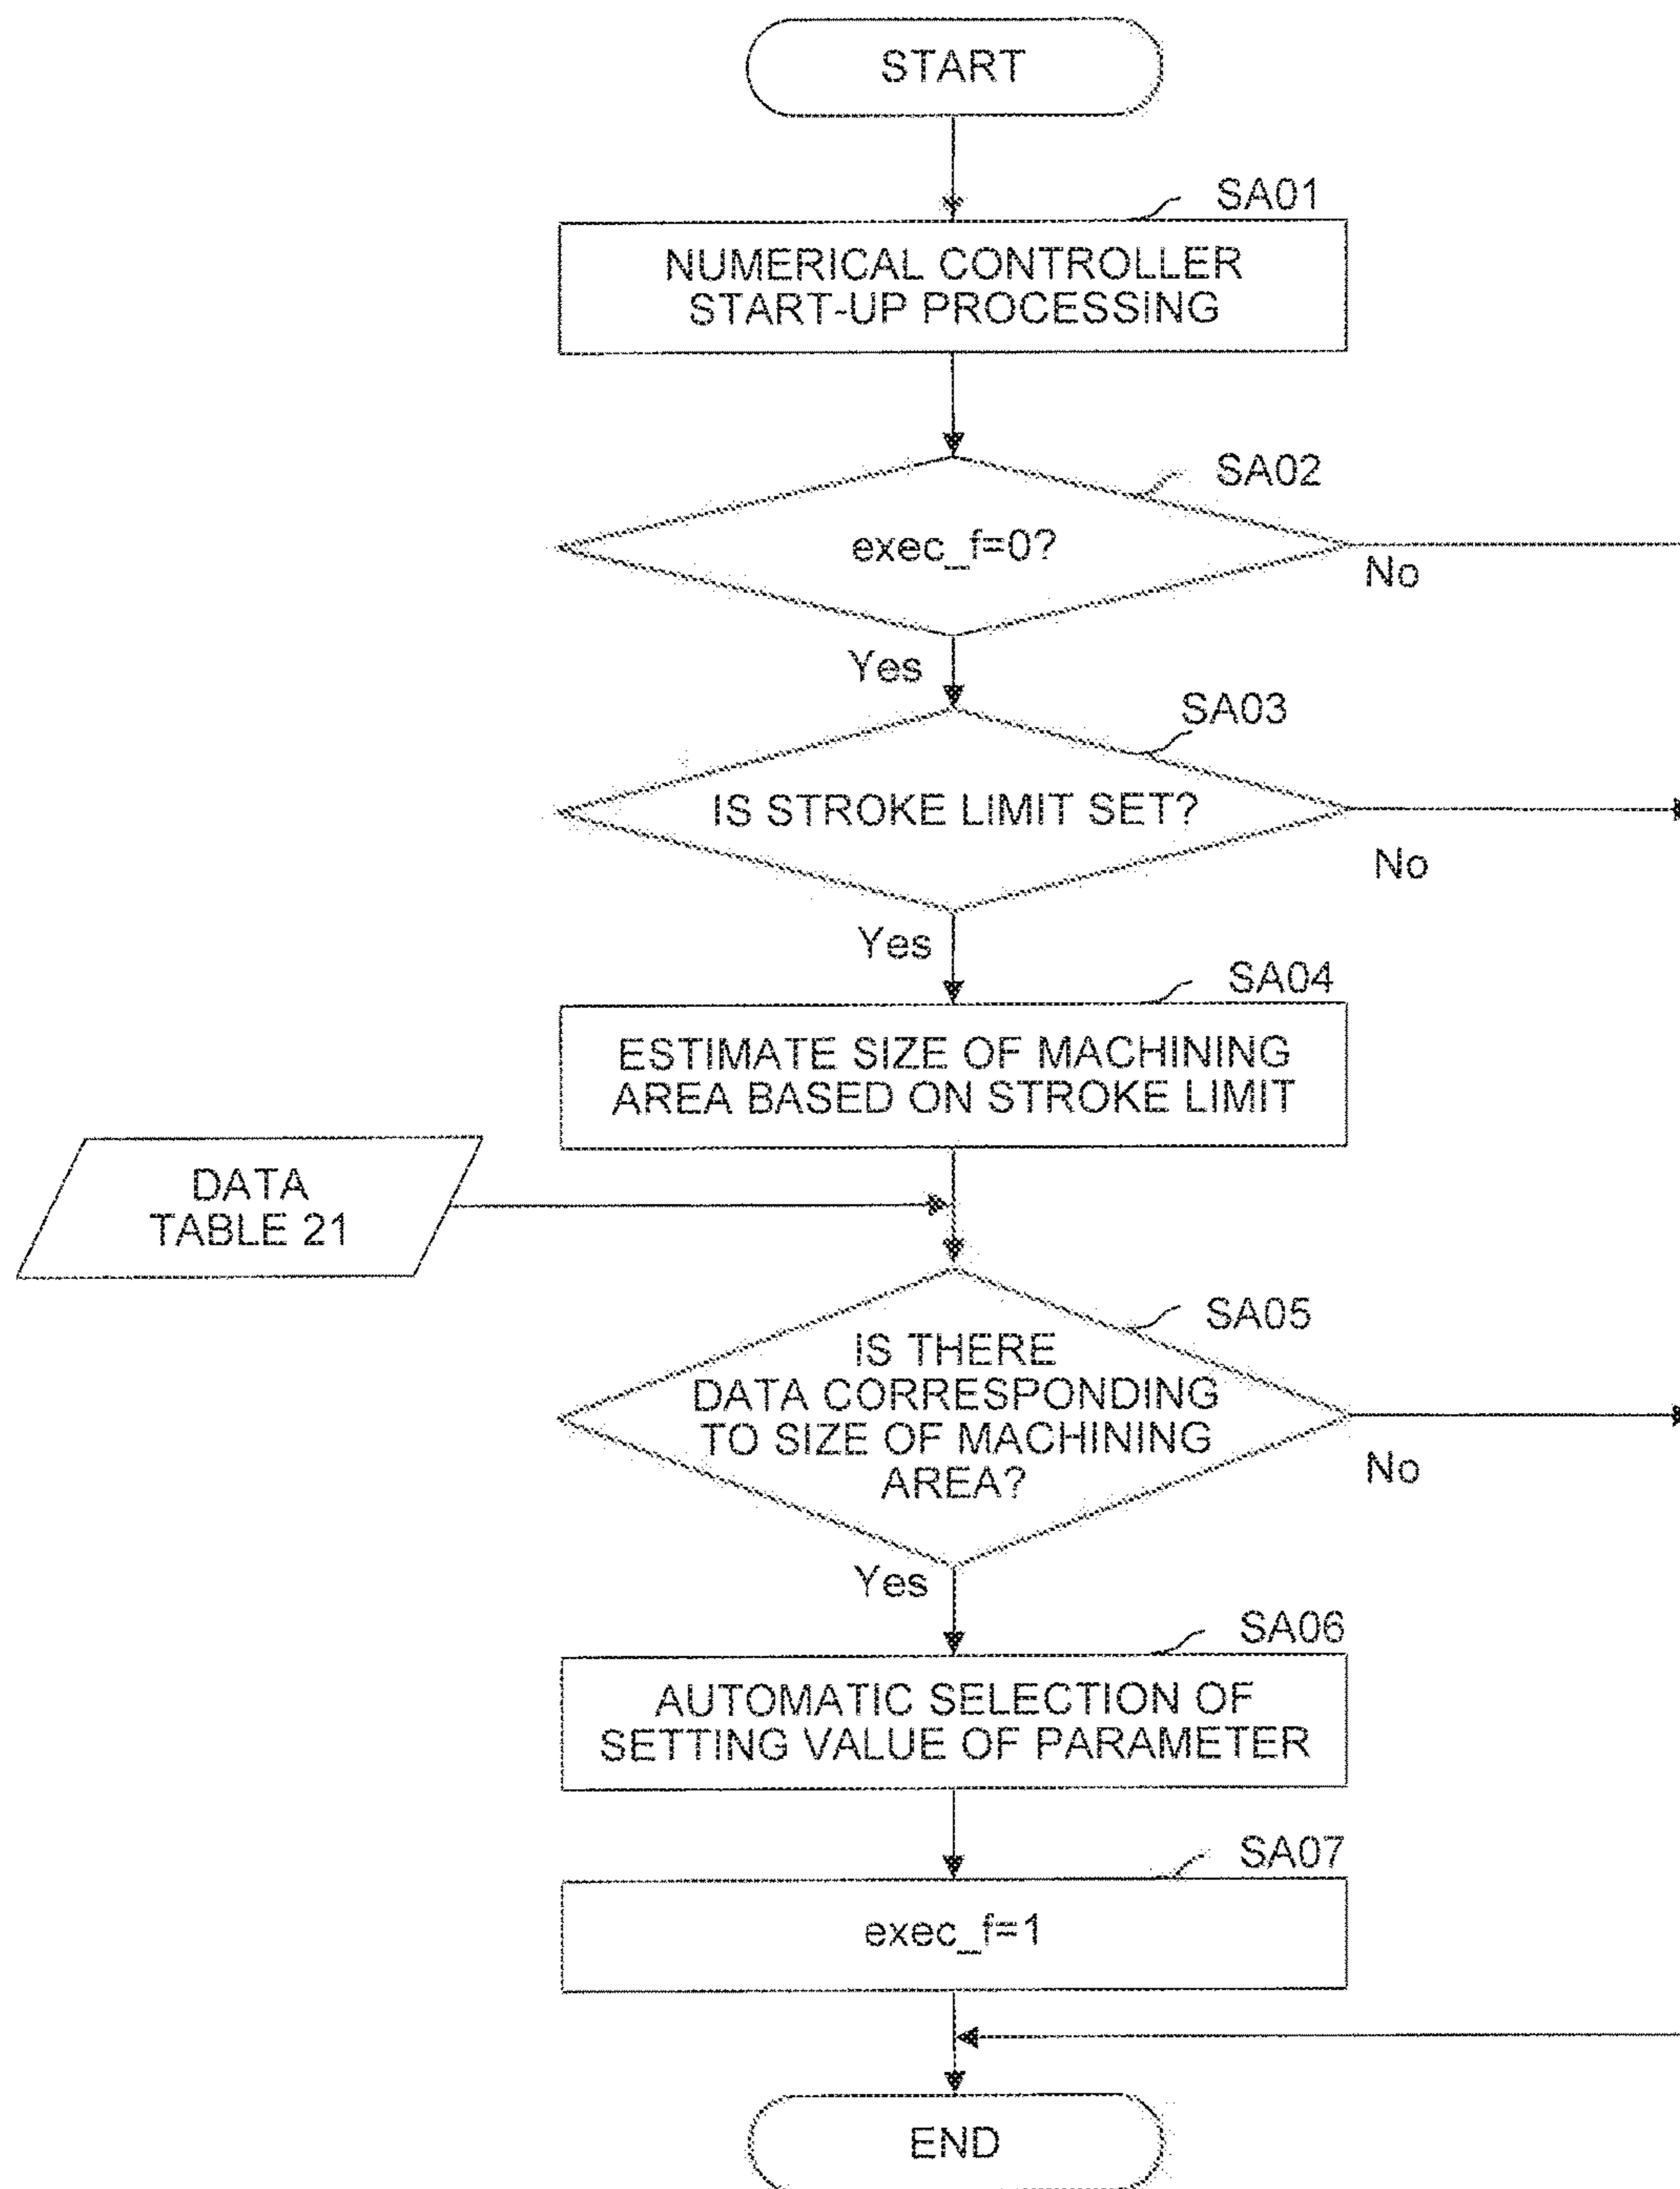 START
SA01
NUMERICAL CONTROLLER
START-UP PROCESSING
SA02
exec_f=0?
No
Yes
SA03
IS STROKE LIMIT SET?
No
Yes
SA04
ESTIMATE SIZE OF MACHINING
AREA BASED ON STROKE LIMIT
DATA
TABLE 21
SA05
IS THERE
DATA CORRESPONDING
TO SIZE OF MACHINING
AREA?
No
Yes
SA06
AUTOMATIC SELECTION OF
SETTING VALUE OF PARAMETER
SA07
exec_f=1
END